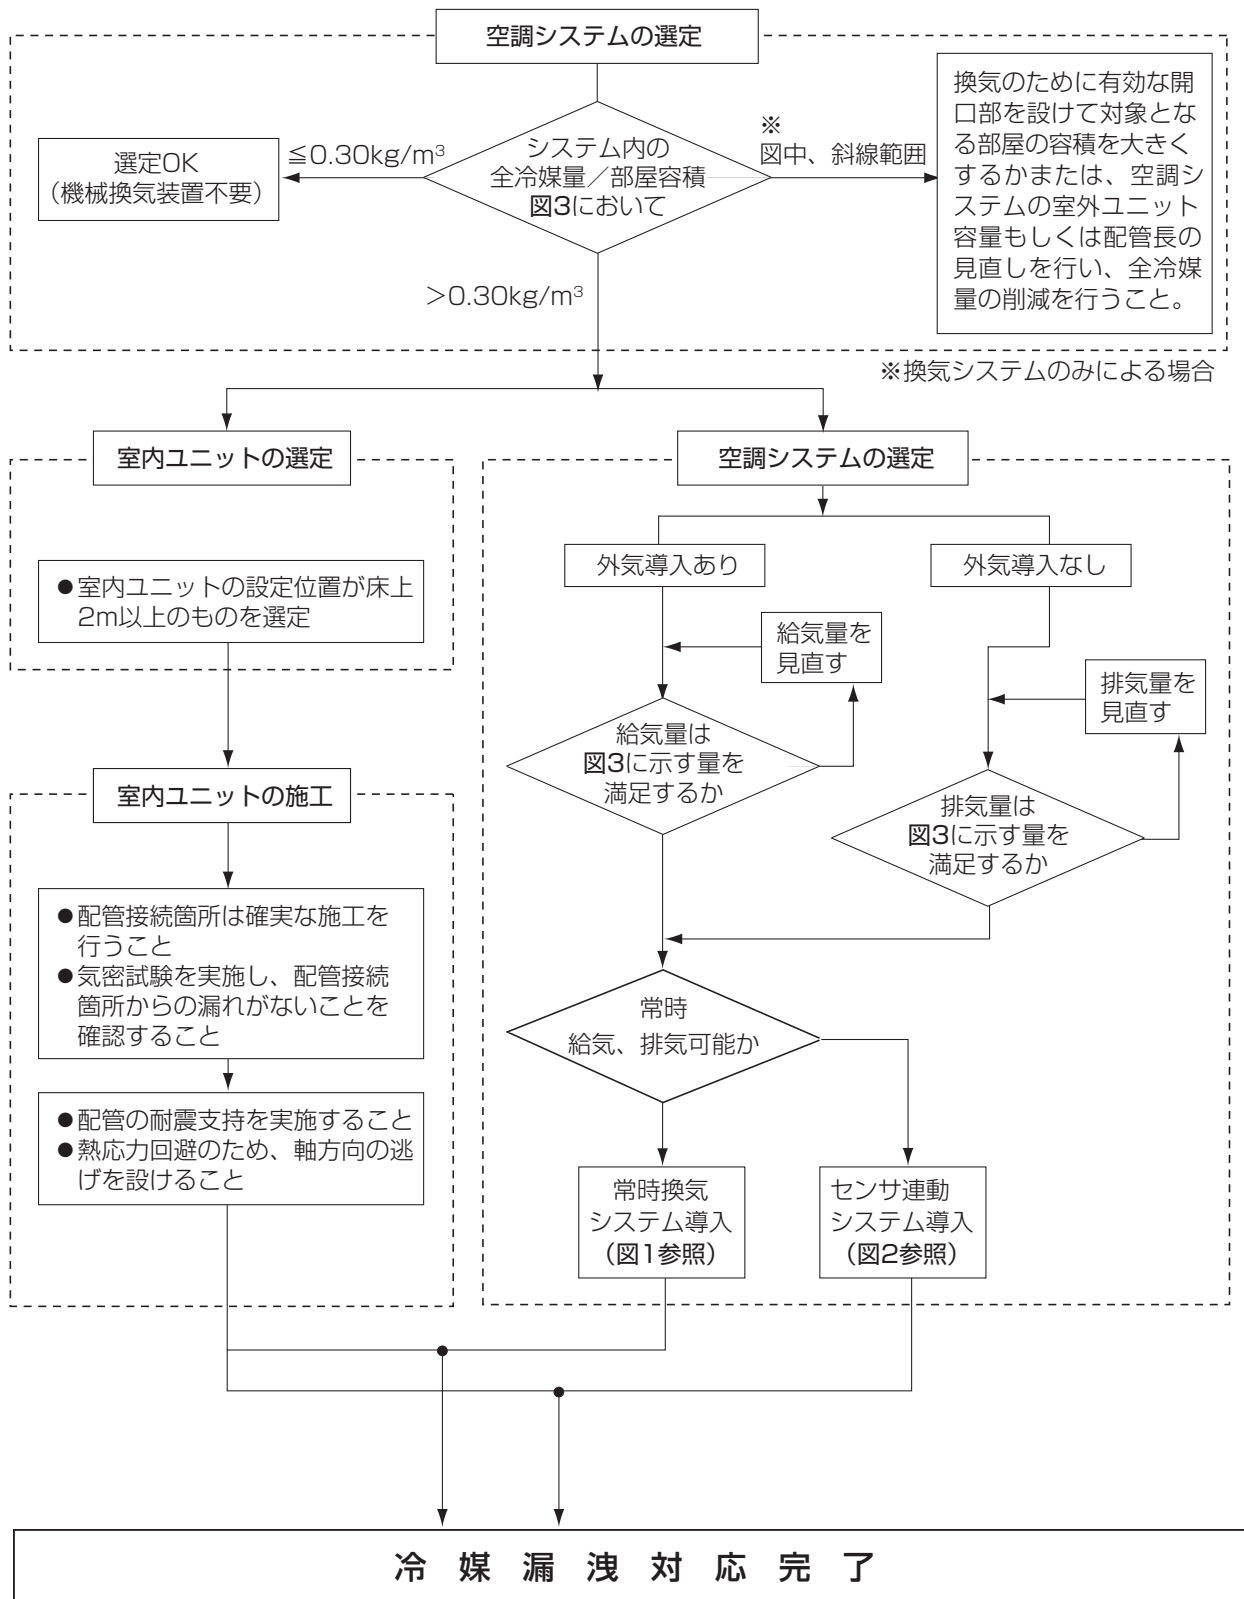 空調システムの選定
システム内の
全冷媒量／部屋容積
図3において
≦0.30kg/m³
選定OK
（機械換気装置不要）
※
図中、斜線範囲
換気のために有効な開
口部を設けて対象とな
る部屋の容積を大きく
するかまたは、空調シ
ステムの室外ユニット
容量もしくは配管長の
見直しを行い、全冷媒
量の削減を行うこと。
＞0.30kg/m³
※換気システムのみによる場合
室内ユニットの選定
●室内ユニットの設定位置が床上
2m以上のものを選定
室内ユニットの施工
●配管接続箇所は確実な施工を
行うこと
●気密試験を実施し、配管接続
箇所からの漏れがないことを
確認すること
●配管の耐震支持を実施すること
●熱応力回避のため、軸方向の逃
げを設けること
空調システムの選定
外気導入あり
外気導入なし
給気量を
見直す
排気量を
見直す
給気量は
図3に示す量を
満足するか
排気量は
図3に示す量を
満足するか
常時
給気、排気可能か
常時換気
システム導入
（図1参照）
センサ連動
システム導入
（図2参照）
冷媒漏洩対応完了